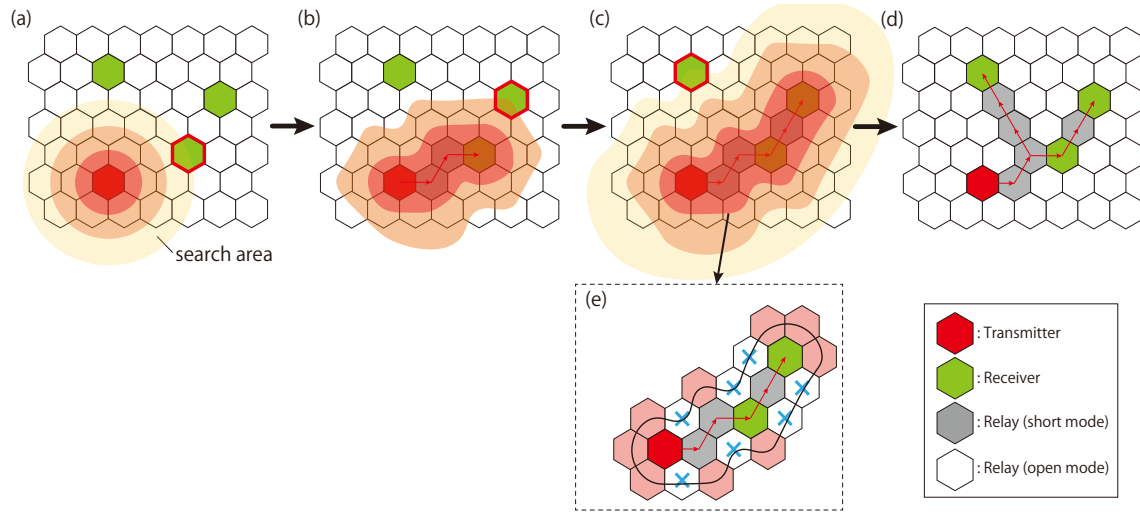 (a)
(b)
(c)
(d)
search area
(e)
: Transmitter
: Receiver
: Relay (short mode)
: Relay (open mode)